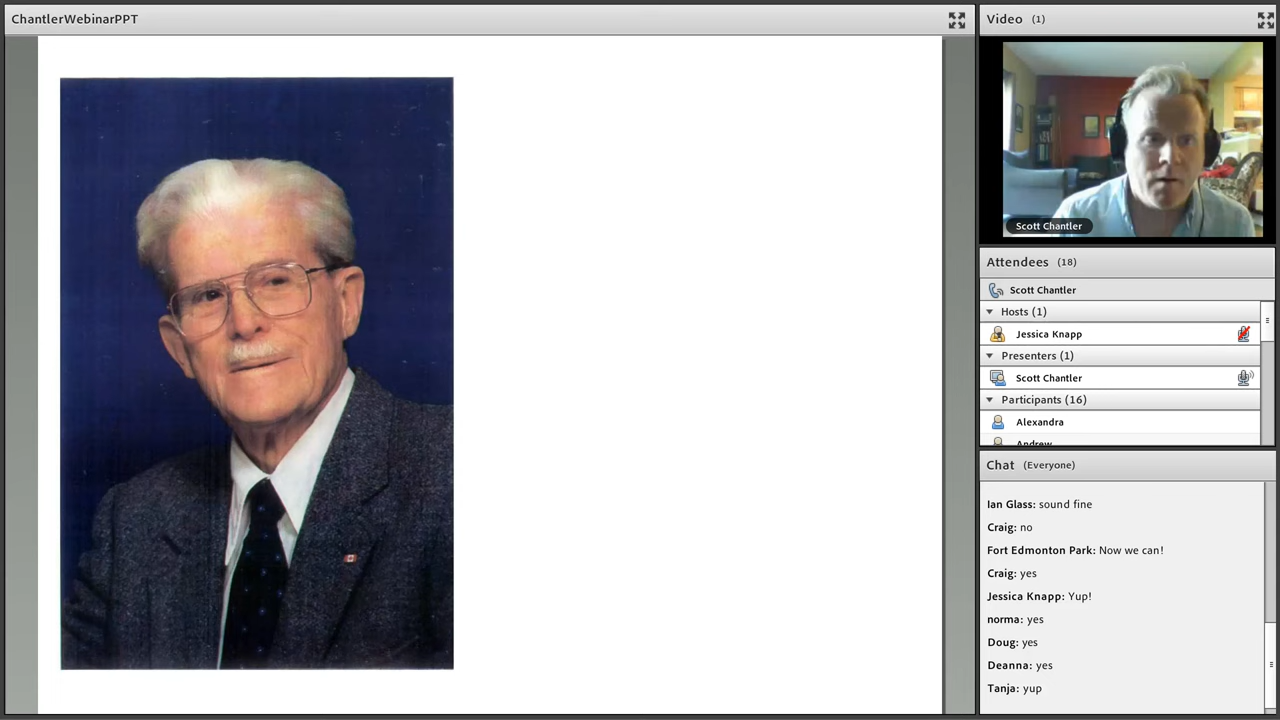 ChantlerWebinarPPT
Video (1)
Scott Chantler
Attendees (18)
Scott Chantler
Hosts (1)
Jessica Knapp
Presenters (1)
Scott Chantler
Participants (16)
Alexandra
Andrew
Chat (Everyone)
Ian Glass: sound fine
Craig: no
Fort Edmonton Park: Now we can!
Craig: yes
Jessica Knapp: Yup!
norma: yes
Doug: yes
Deanna: yes
Tanja: yup